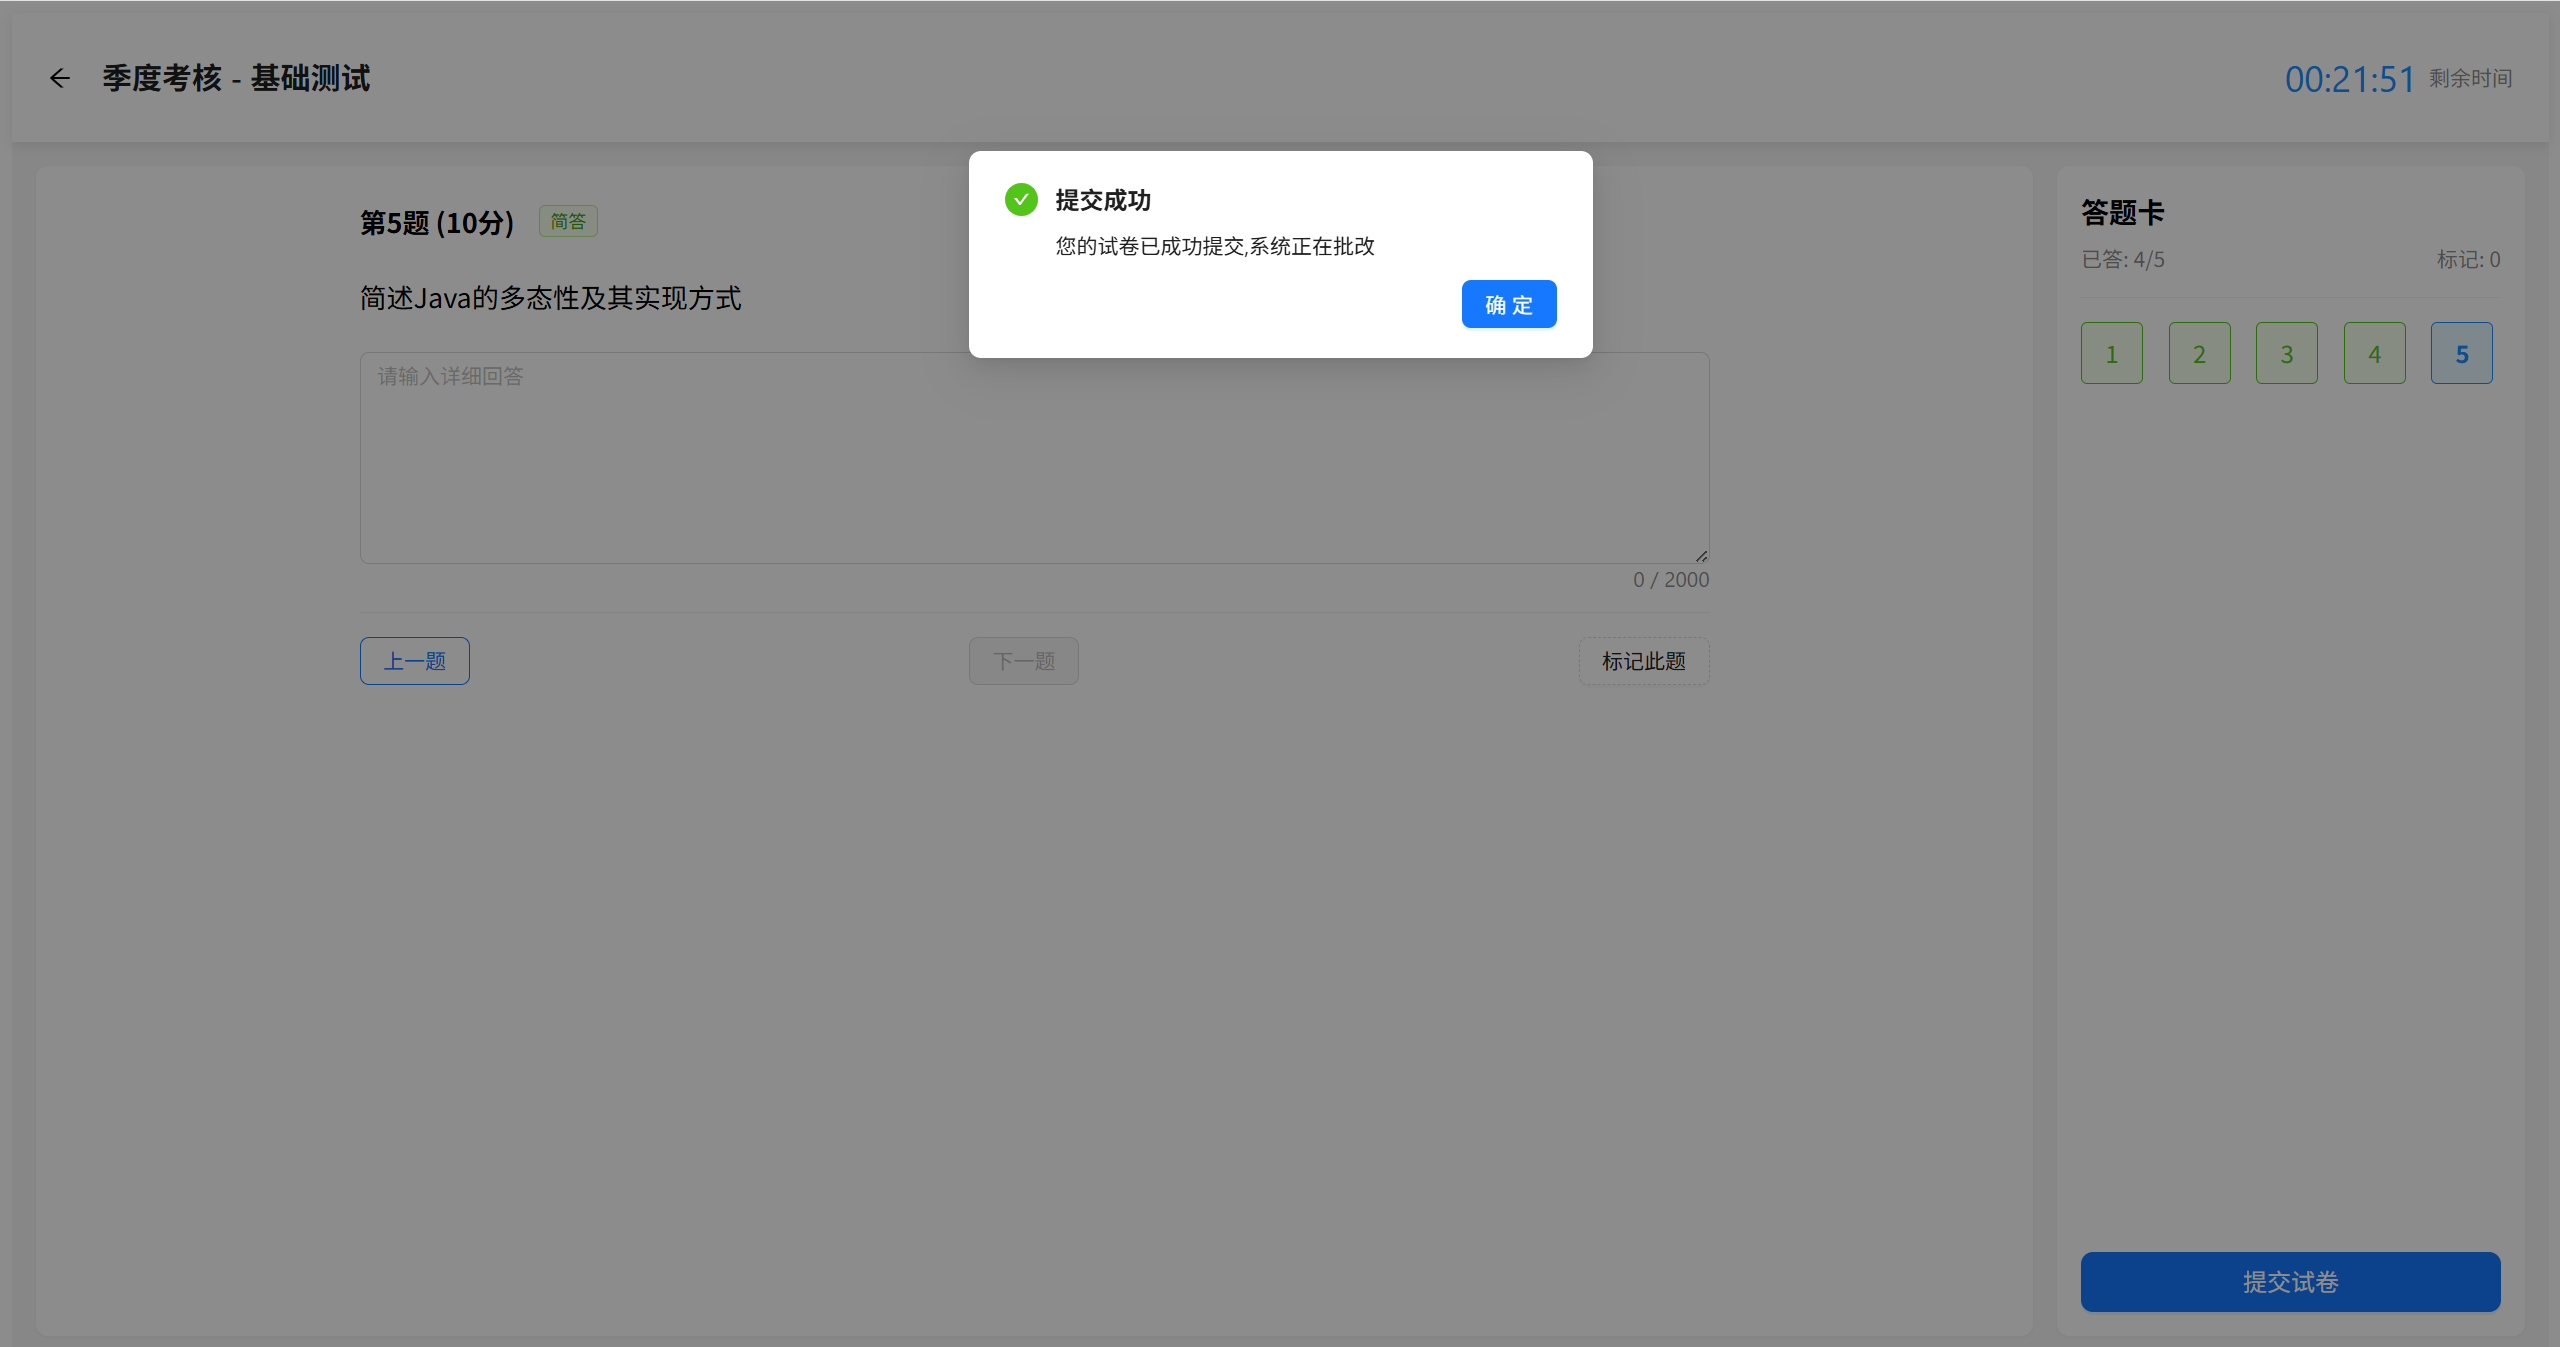 季度考核 - 基础测试
00:21:51 剩余时间
提交成功
您的试卷已成功提交,系统正在批改
确 定
第5题 (10分) 简答
简述Java的多态性及其实现方式
请输入详细回答
0 / 2000
上一题 下一题 标记此题
答题卡
已答: 4/5 标记: 0
1 2 3 4 5
提交试卷